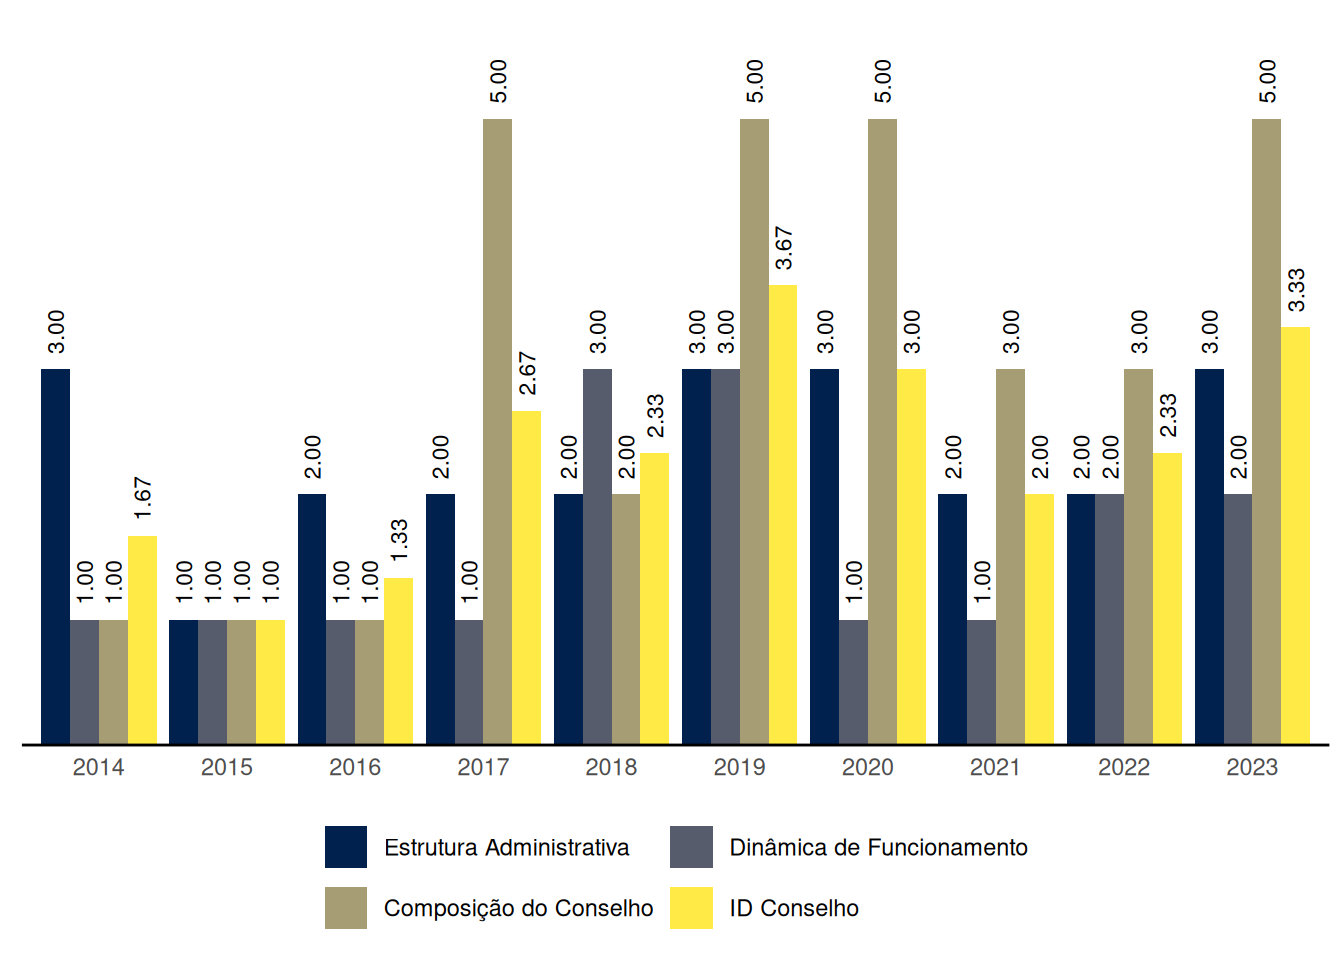 5.00 5.00 5.00 5.00
3.67
3.33
3.00 3.00 3.00 3.00 3.00 3.00 3.00 3.00
2.67
2.33 2.33
2.00 2.00 2.00 2.00 2.00 2.00 2.00 2.00 2.00
1.67
1.33
1.00 1.00 1.00 1.00 1.00 1.00 1.00 1.00 1.00 1.00 1.00
2014 2015 2016 2017 2018 2019 2020 2021 2022 2023
Estrutura Administrativa Dinâmica de Funcionamento
Composição do Conselho ID Conselho